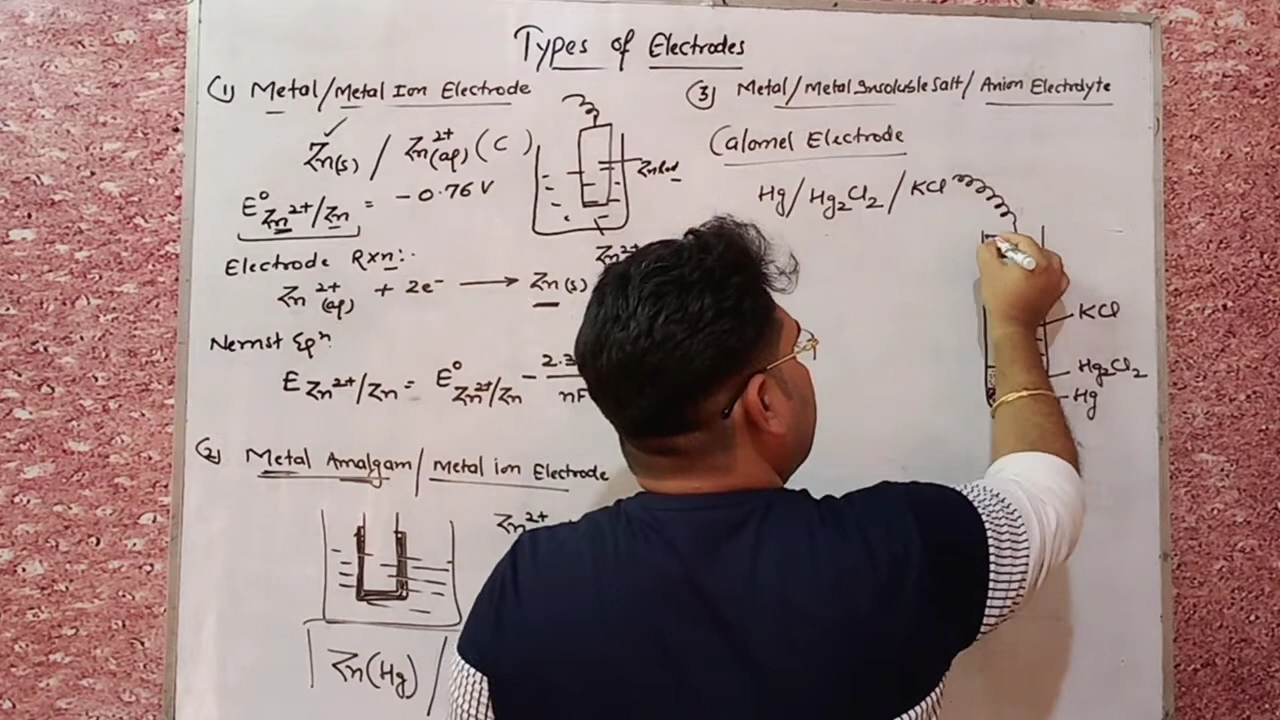 Types of Electrodes
(1) Metal/Metal Ion Electrode
Zn(s) / Zn²⁺(aq) (C)
Zn Rod
Zn²⁺
E°Zn²⁺/Zn = -0.76 V
Electrode Rxn:-
Zn²⁺(aq) + 2e⁻ → Zn(s)
Nernst Eqⁿ
E Zn²⁺/Zn = E°Zn²⁺/Zn - 2.3
nF
(2) Metal Amalgam/Metal ion Electrode
Zn²⁺
Zn(Hg)/
(3) Metal/Metal Insoluble Salt/Anion Electrolyte
Calomel Electrode
Hg/Hg₂Cl₂/KCl
KCl
Hg₂Cl₂
Hg